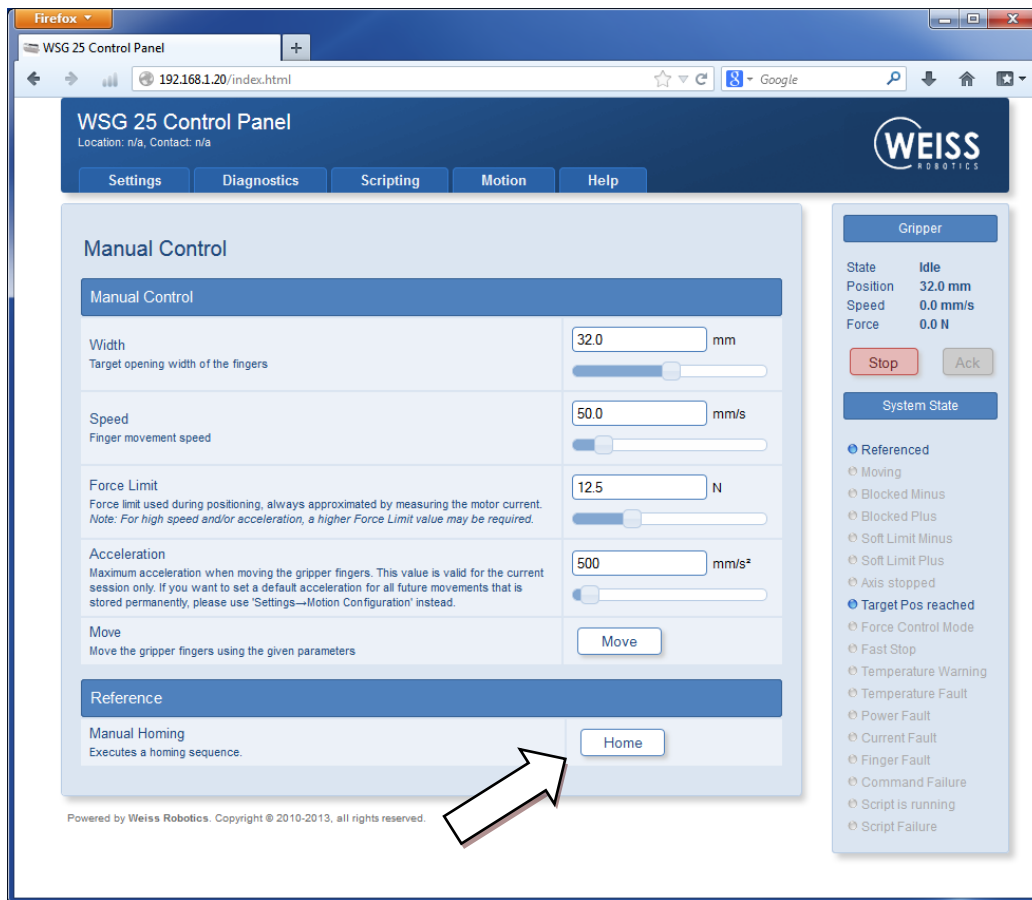 Firefox
WSG 25 Control Panel
192.168.1.20/index.html
Google
WSG 25 Control Panel
Location: n/a, Contact: n/a
WEISS
ROBOTICS
Settings Diagnostics Scripting Motion Help
Manual Control
Manual Control
Width
Target opening width of the fingers
32.0 mm
Speed
Finger movement speed
50.0 mm/s
Force Limit
Force limit used during positioning, always approximated by measuring the motor current.
Note: For high speed and/or acceleration, a higher Force Limit value may be required.
12.5 N
Acceleration
Maximum acceleration when moving the gripper fingers. This value is valid for the current
session only. If you want to set a default acceleration for all future movements that is
stored permanently, please use 'Settings→Motion Configuration' instead.
500 mm/s²
Move
Move the gripper fingers using the given parameters
Move
Reference
Manual Homing
Executes a homing sequence.
Home
Powered by Weiss Robotics. Copyright © 2010-2013, all rights reserved.
Gripper
State Idle
Position 32.0 mm
Speed 0.0 mm/s
Force 0.0 N
Stop Ack
System State
Referenced
Moving
Blocked Minus
Blocked Plus
Soft Limit Minus
Soft Limit Plus
Axis stopped
Target Pos reached
Force Control Mode
Fast Stop
Temperature Warning
Temperature Fault
Power Fault
Current Fault
Finger Fault
Command Failure
Script is running
Script Failure